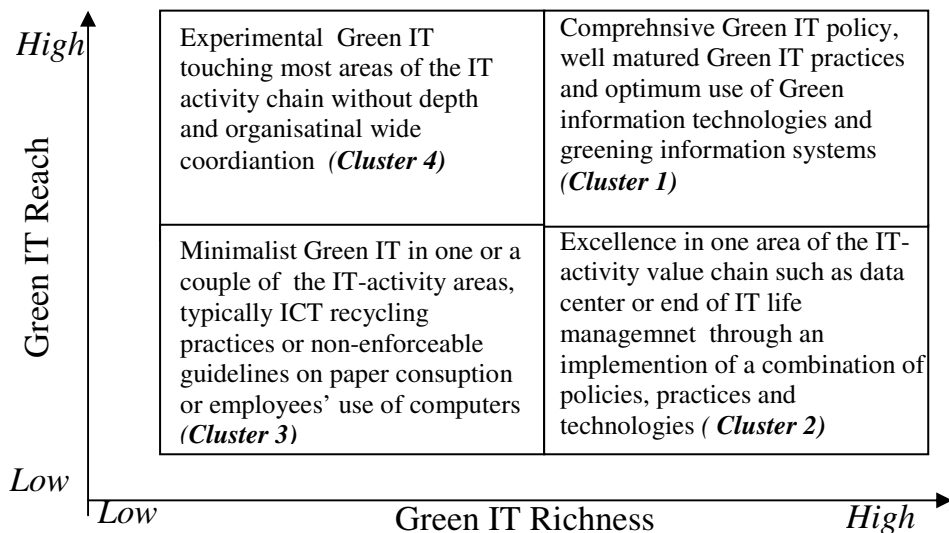 High
Green IT Reach
Low
Experimental Green IT
touching most areas of the IT
activity chain without depth
and organisatinal wide
coordiantion (Cluster 4)
Comprehnsive Green IT policy,
well matured Green IT practices
and optimum use of Green
information technologies and
greening information systems
(Cluster 1)
Minimalist Green IT in one or a
couple of the IT-activity areas,
typically ICT recycling
practices or non-enforceable
guidelines on paper consuption
or employees’ use of computers
(Cluster 3)
Excellence in one area of the IT-
activity value chain such as data
center or end of IT life
managemnet through an
implemention of a combination of
policies, practices and
technologies ( Cluster 2)
Low
Green IT Richness
High